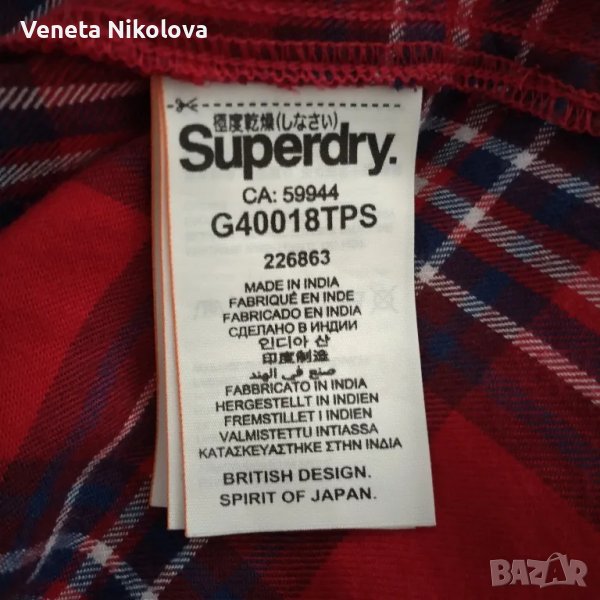 Veneta Nikolova
極度乾燥(しなさい)
Superdry.
CA: 59944
G40018TPS
226863
MADE IN INDIA
FABRIQUÉ EN INDE
FABRICADO EN INDIA
СДЕЛАНО В ИНДИИ
인디아 산
印度制造
صنع في الهند
FABBRICATO IN INDIA
HERGESTELLT IN INDIEN
FREMSTILLET I INDIEN
VALMISTETTU INTIASSA
ΚΑΤΑΣΚΕΥΑΣΤΗΚΕ ΣΤΗΝ ΙΝΔΙΑ
BRITISH DESIGN.
SPIRIT OF JAPAN.
BAZAR